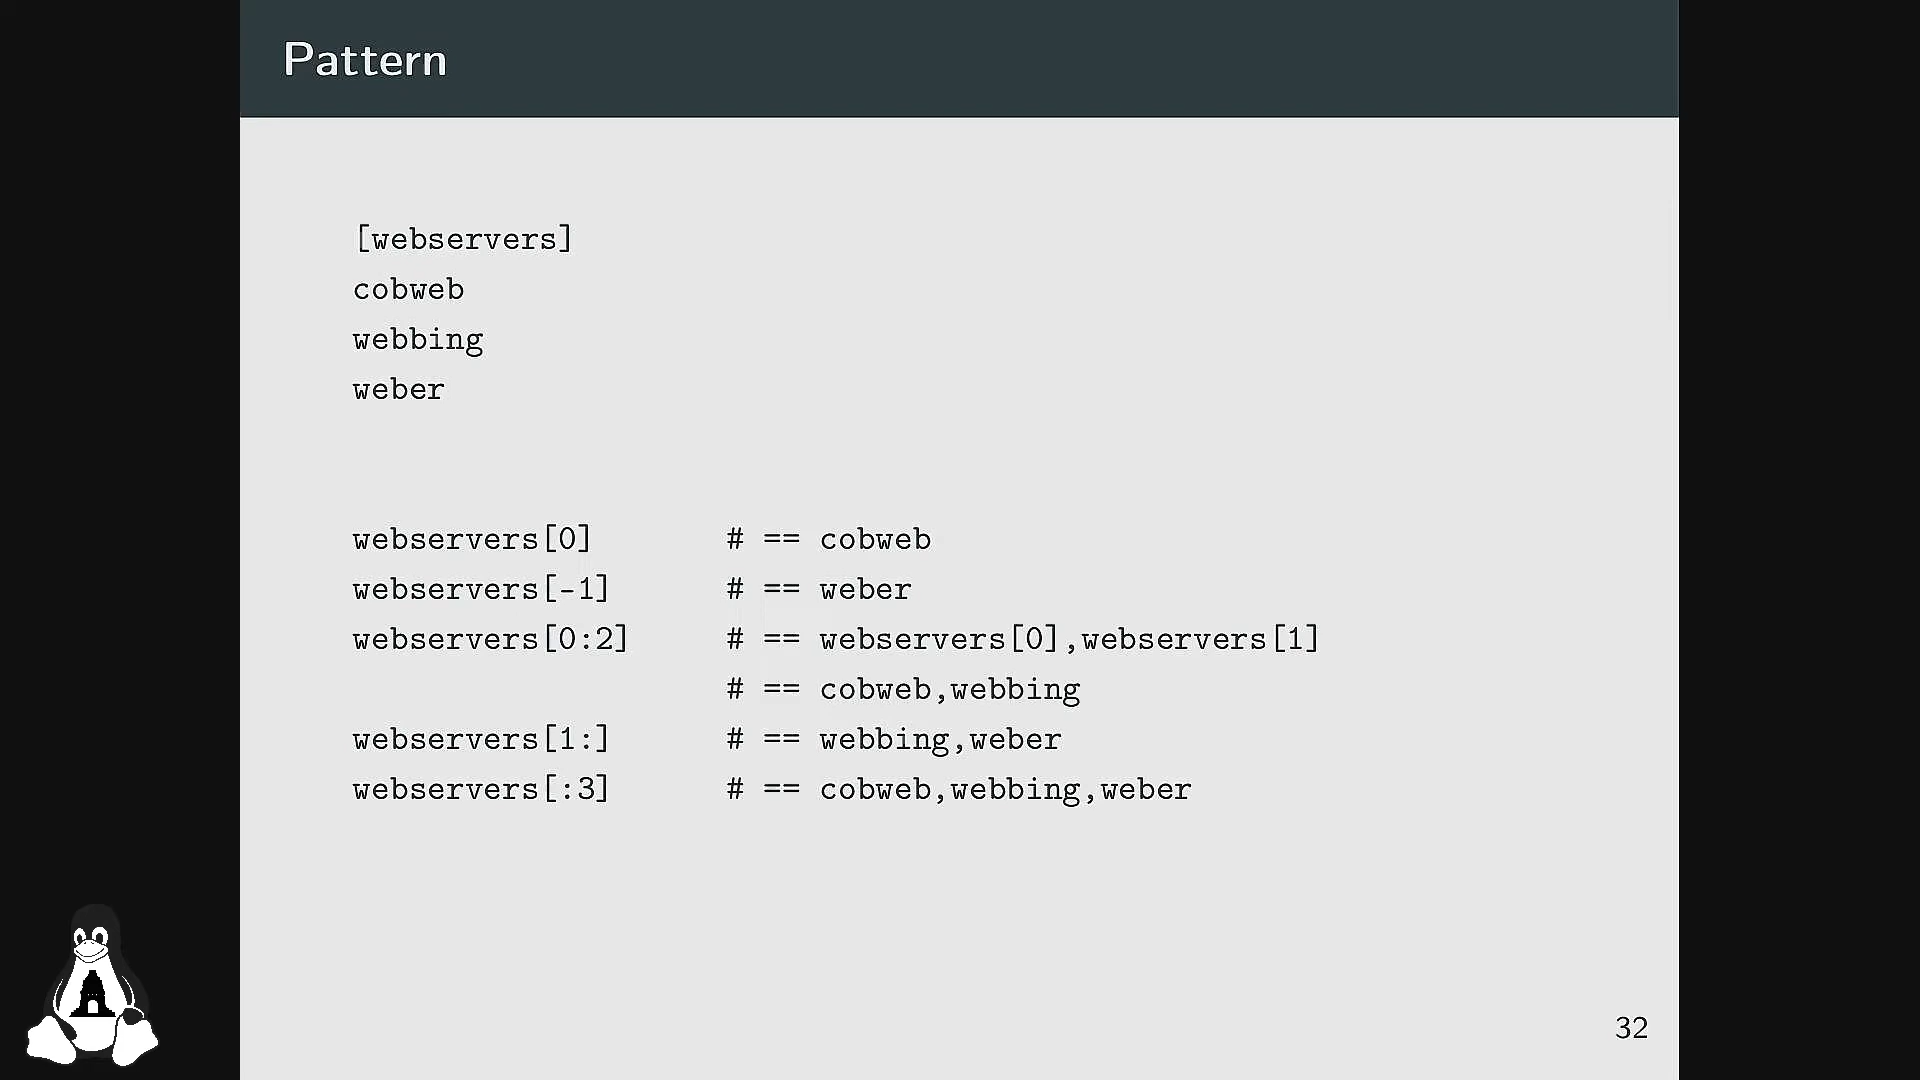 Pattern
[webservers]
cobweb
webbing
weber
webservers[0] # == cobweb
webservers[-1] # == weber
webservers[0:2] # == webservers[0],webservers[1]
# == cobweb,webbing
webservers[1:] # == webbing,weber
webservers[:3] # == cobweb,webbing,weber
32